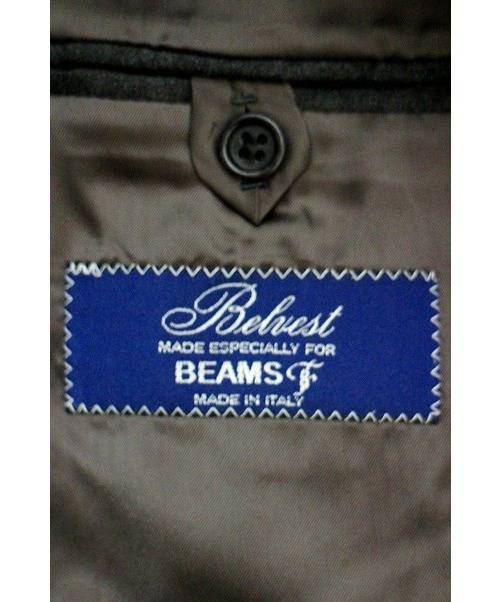 Belvest
MADE ESPECIALLY FOR
BEAMS F
MADE IN ITALY